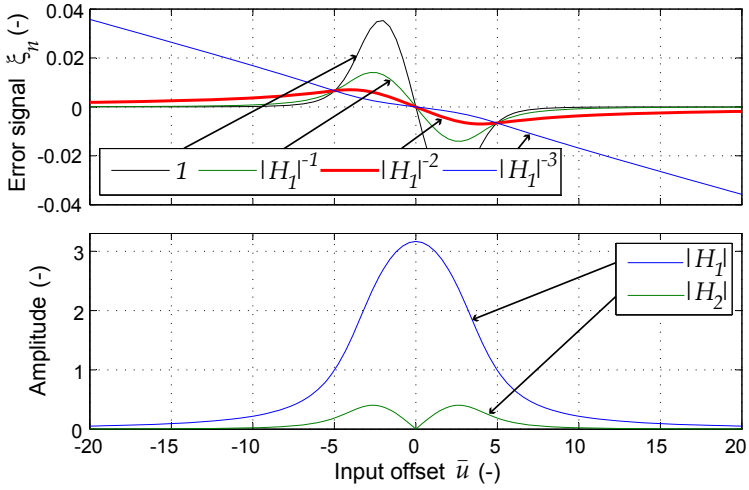 Error signal ξn (-)
0.04
0.02
0
-0.02
-0.04
1 |H1|-1 |H1|-2 |H1|-3
Amplitude (-)
3
2
1
0
|H1|
|H2|
-20 -15 -10 -5 0 5 10 15 20
Input offset ū (-)